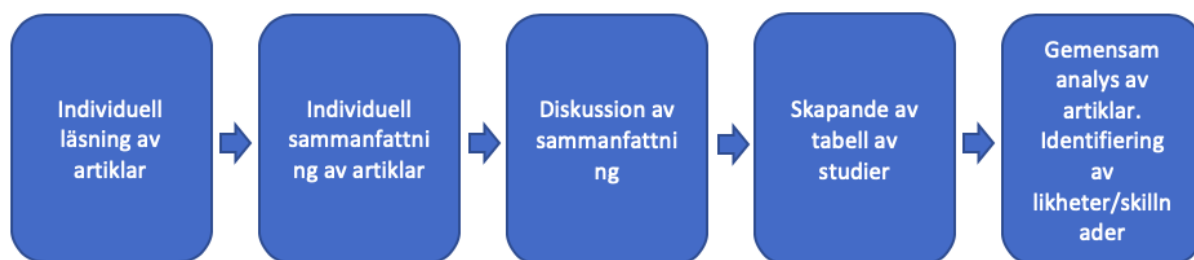 Individuell
läsning av
artiklar
Individuell
sammanfattni
ng av artiklar
Diskussion av
sammanfattni
ng
Skapande av
tabell av
studier
Gemensam
analys av
artiklar.
Identifiering
av
likheter/skilln
ader